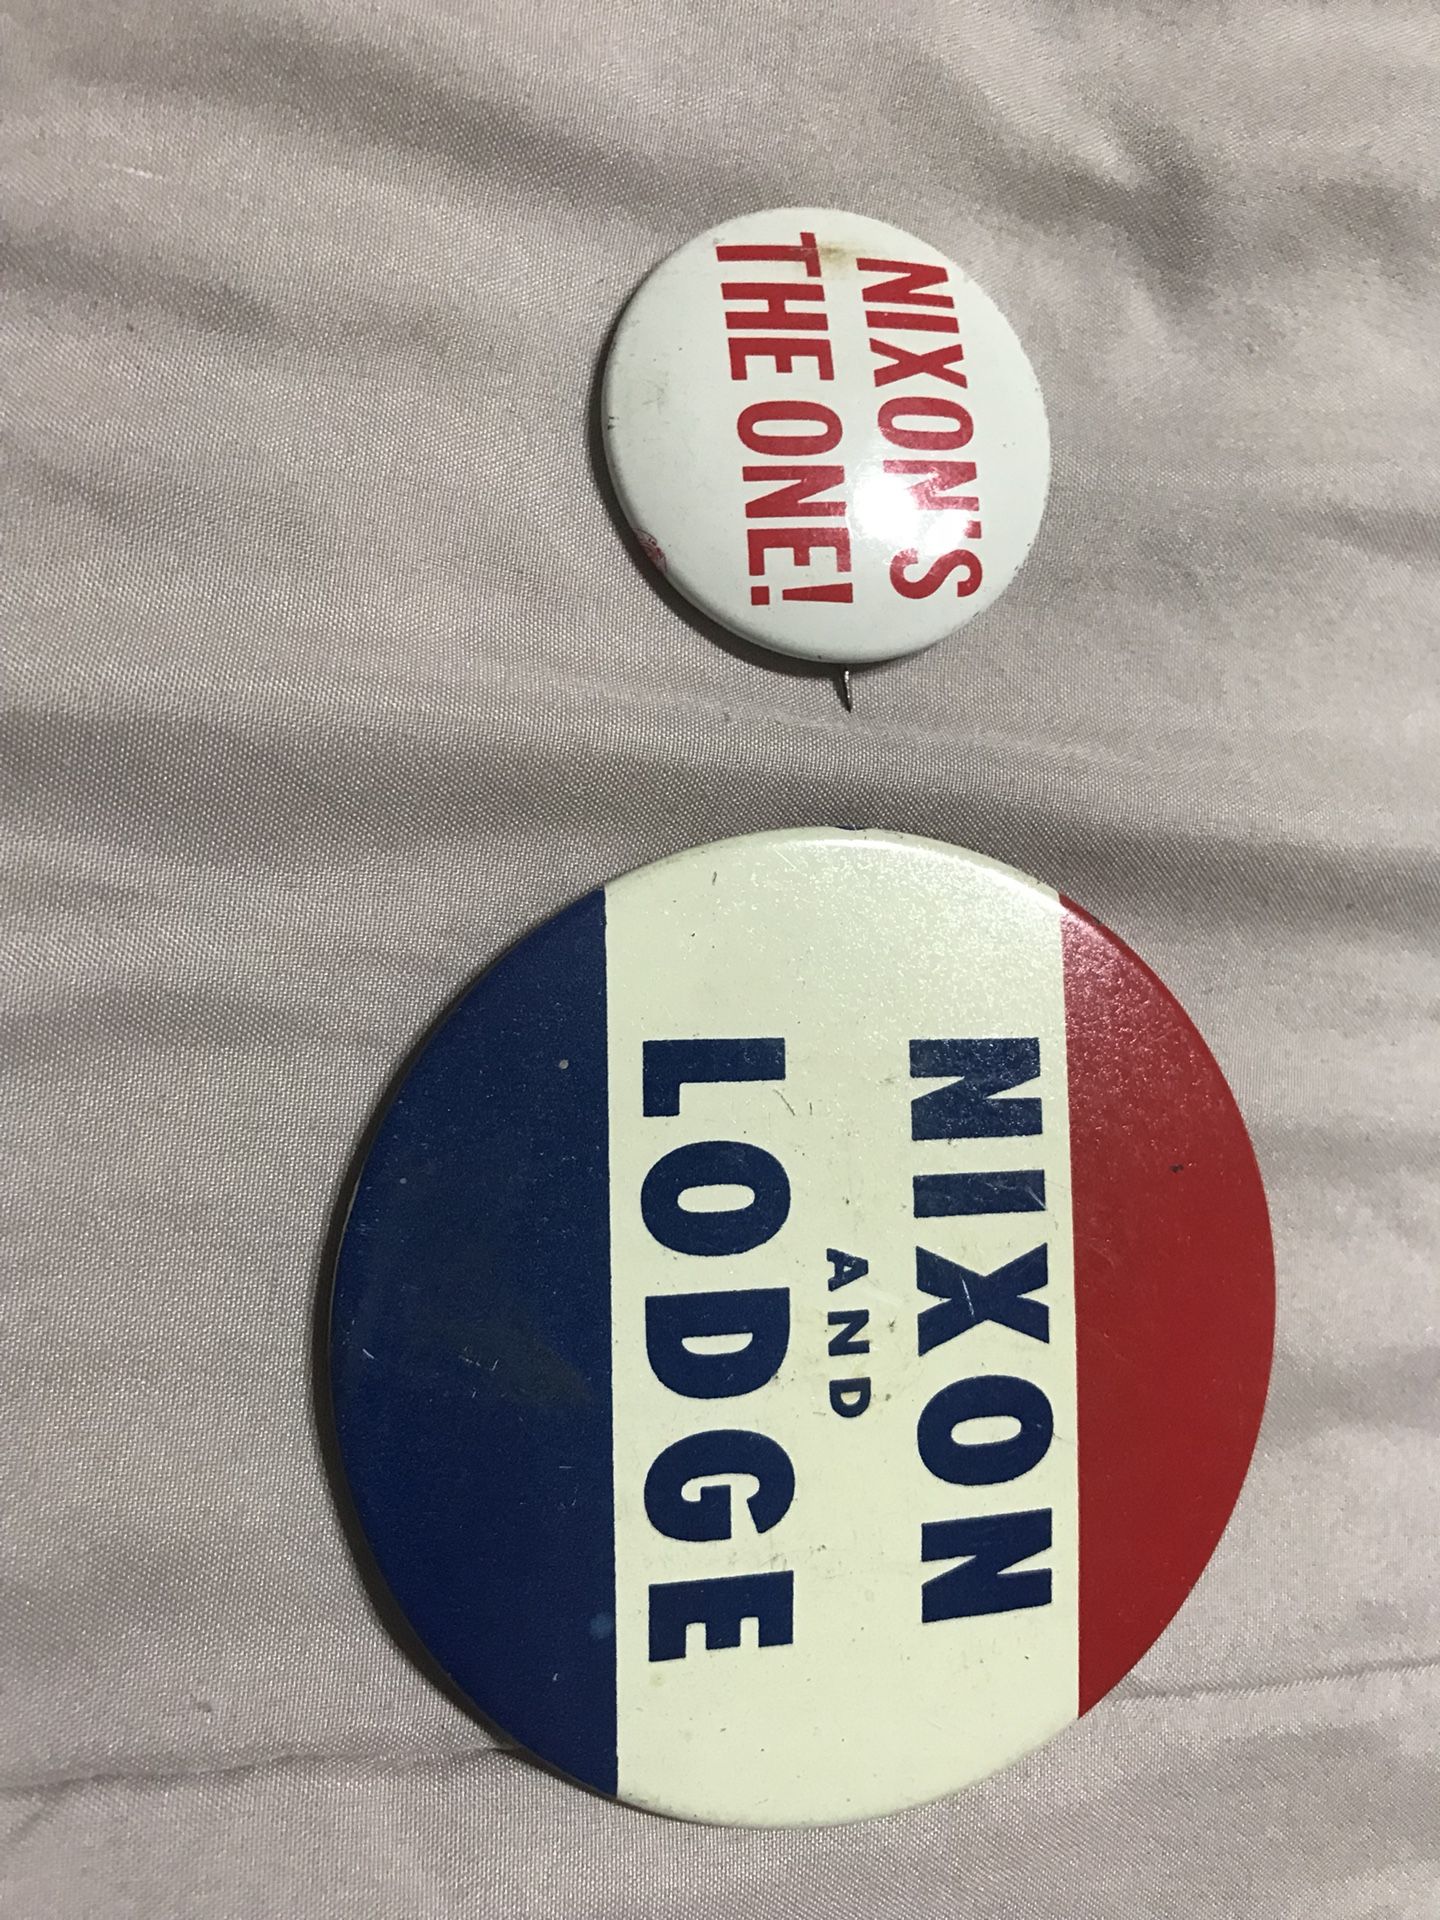 NIXON'S
THE ONE!
NIXON
AND
LODGE